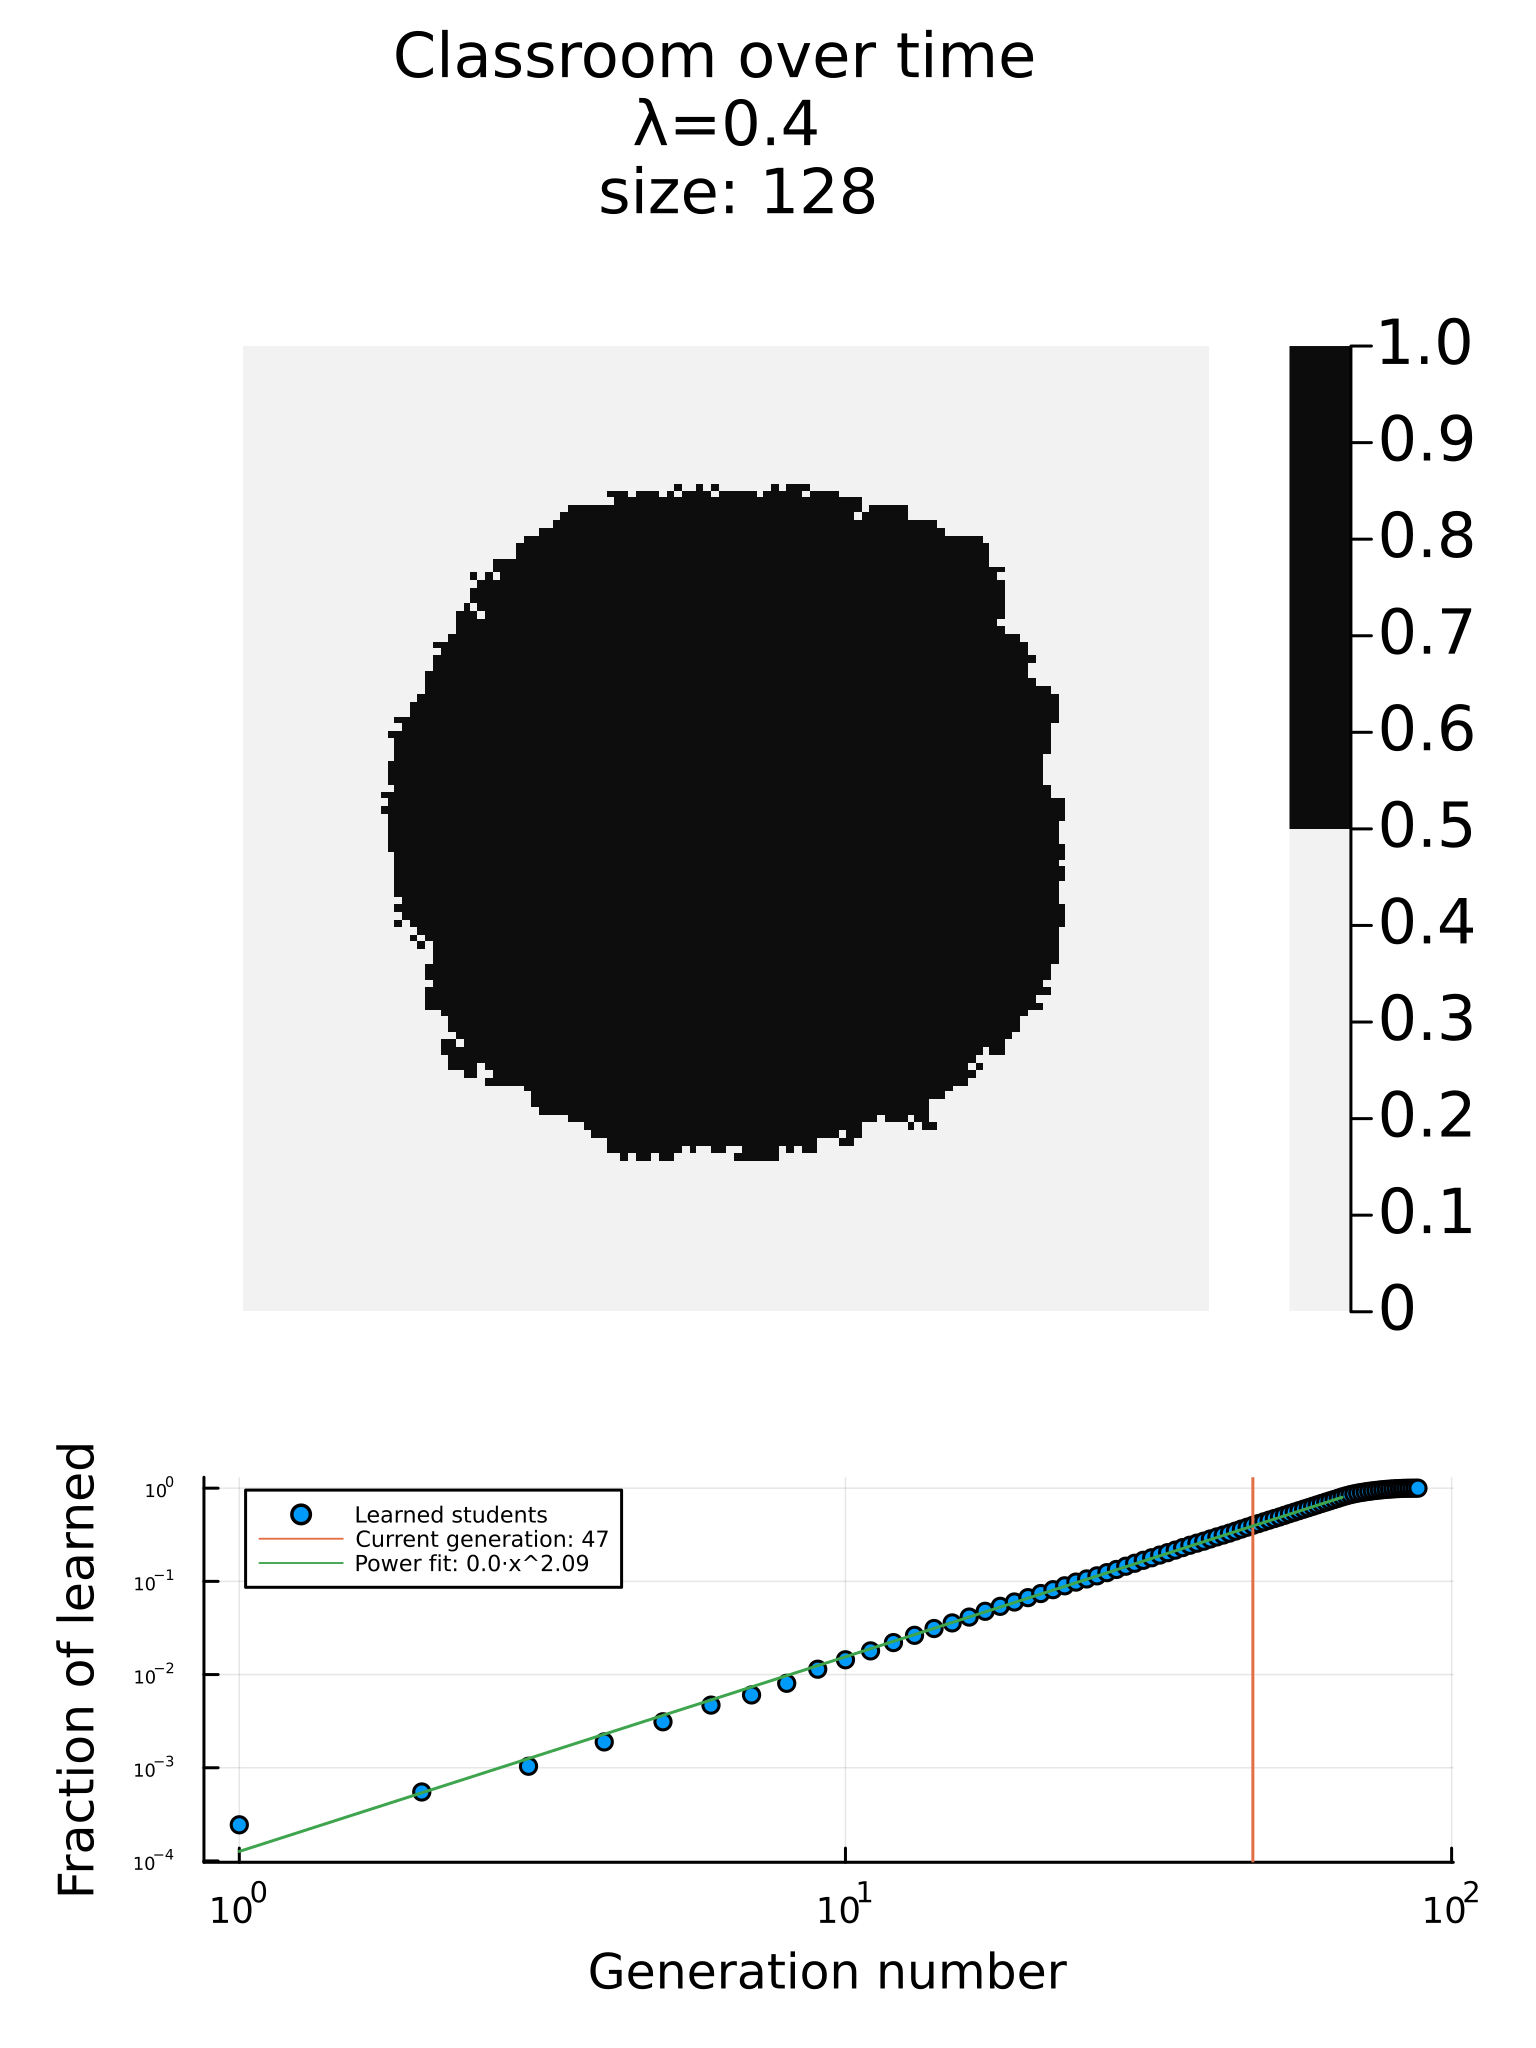 Classroom over time
λ=0.4
size: 128
1.0
0.9
0.8
0.7
0.6
0.5
0.4
0.3
0.2
0.1
0
Fraction of learned
10^0
10^-1
10^-2
10^-3
10^-4
Learned students
Current generation: 47
Power fit: 0.0·x^2.09
10^0 10^1 10^2
Generation number